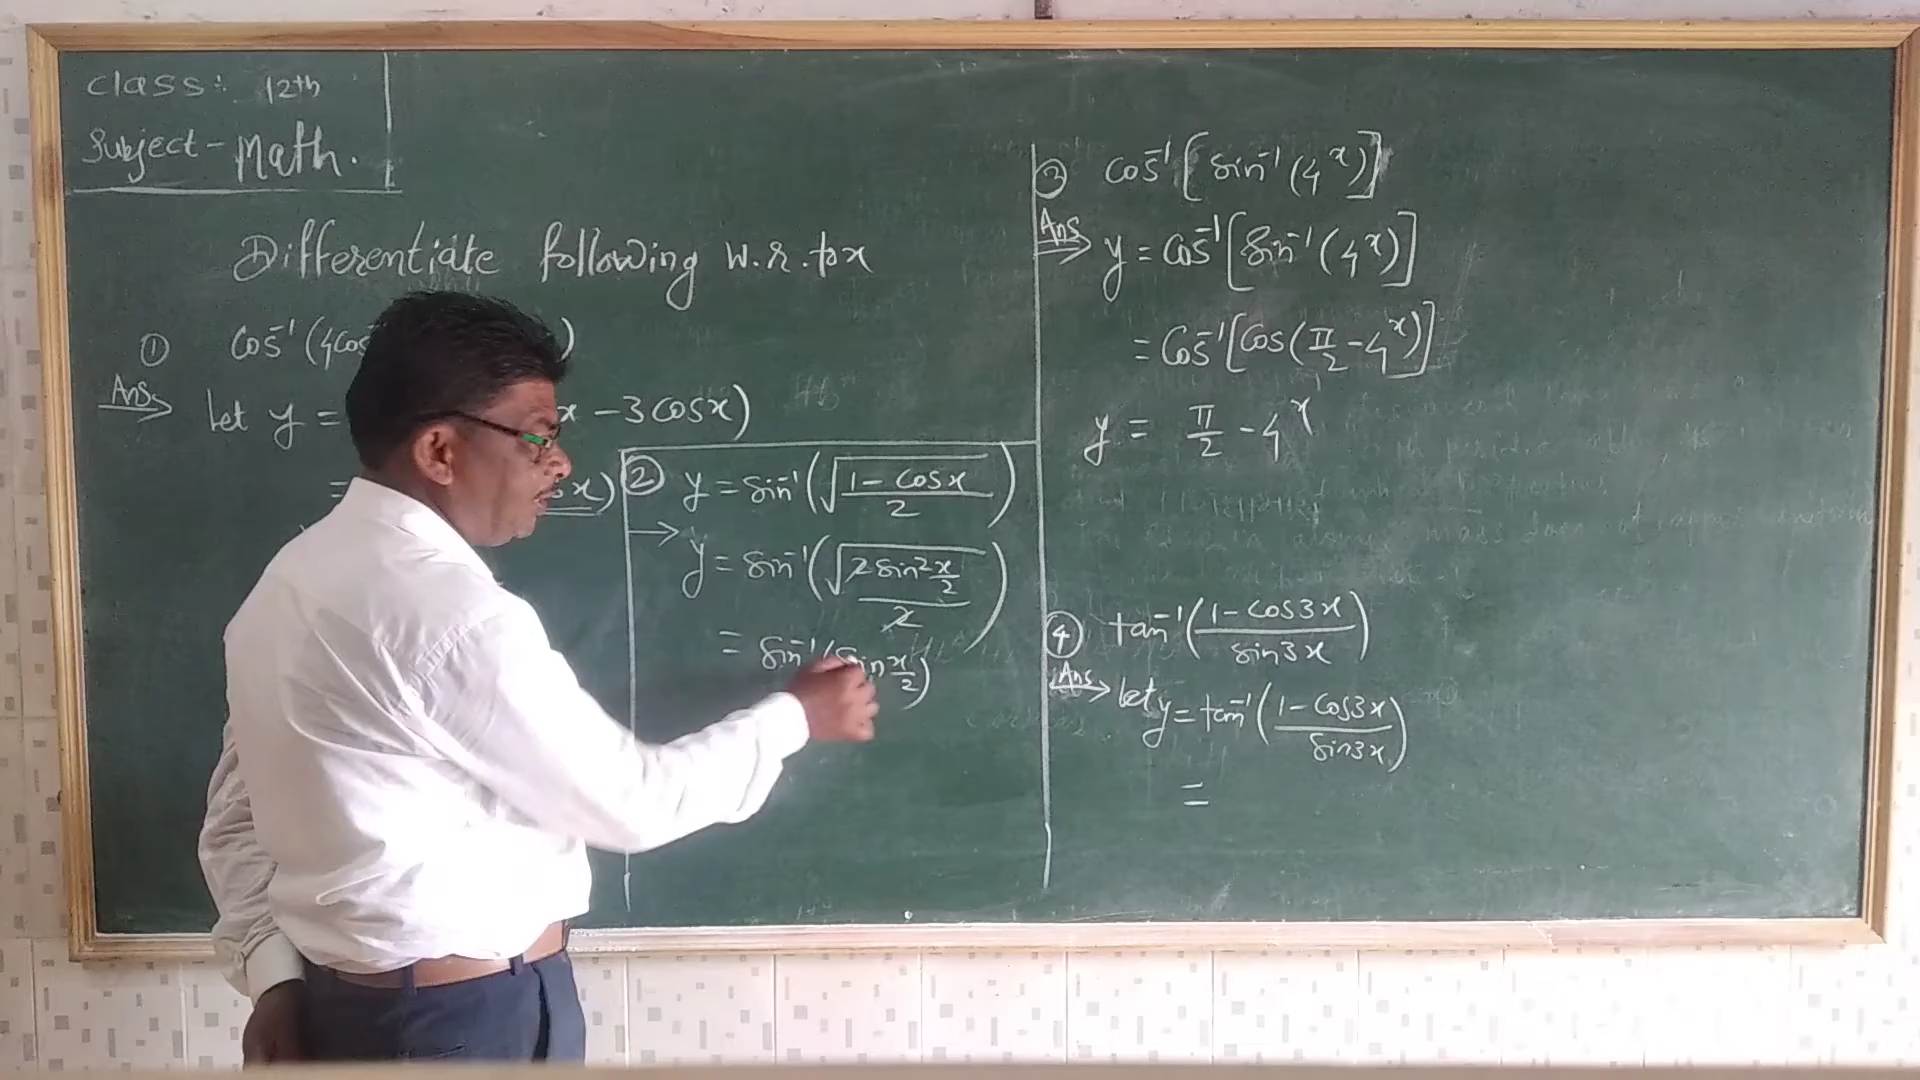 Class:- 12th
Subject- Math.
Differentiate following w.r.to x
① Cos⁻¹(4cos )
Ans → Let y = x - 3cosx)
= x)
② y = sin⁻¹(√(1-cosx/2))
→ y = sin⁻¹(√(2sin²x/2/2))
= sin⁻¹(sin x/2)
③ Cos⁻¹[sin⁻¹(4ˣ)]
Ans → y = Cos⁻¹[sin⁻¹(4ˣ)]
= Cos⁻¹[Cos(π/2 - 4ˣ)]
y = π/2 - 4ˣ
④ tan⁻¹(1-cos3x/sin3x)
Ans → let y = tan⁻¹(1-Cos3x/sin3x)
=